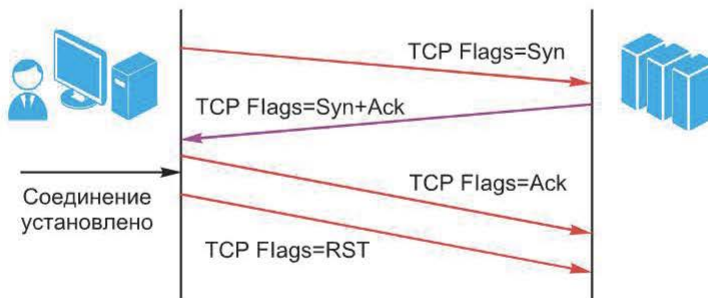 TCP Flags=Syn
TCP Flags=Syn+Ack
TCP Flags=Ack
Соединение
установлено
TCP Flags=RST